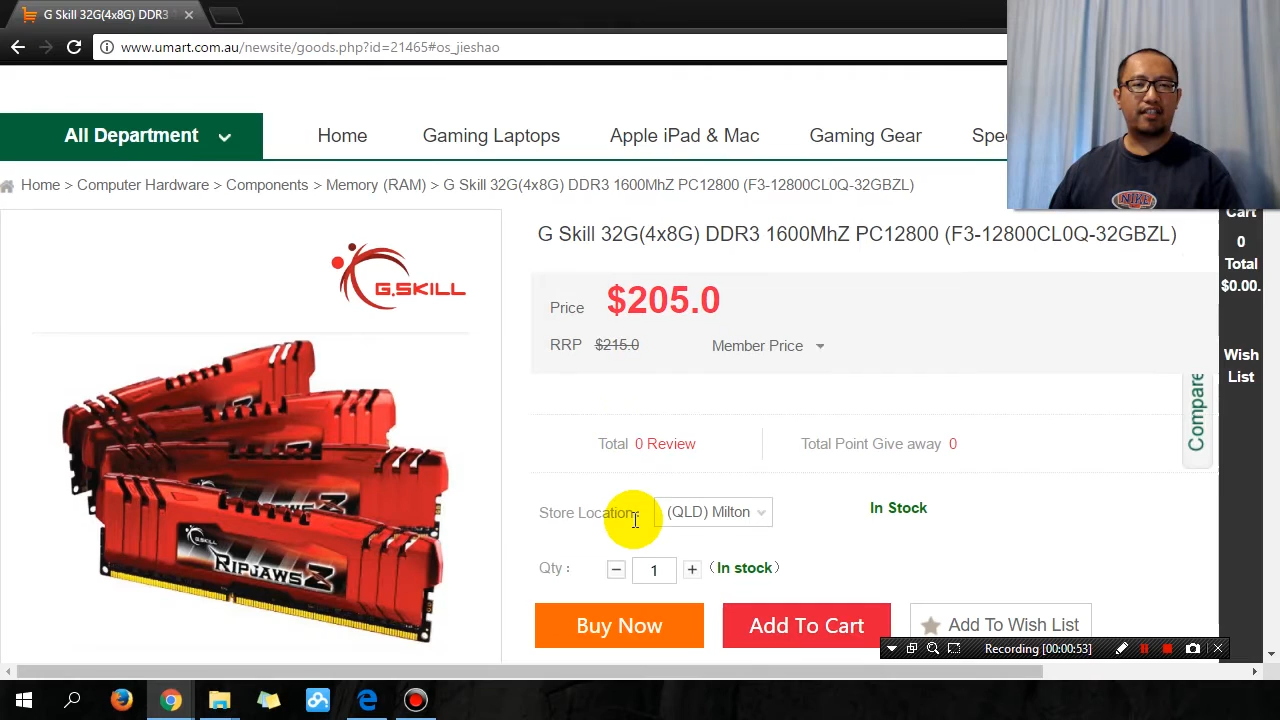 G Skill 32G(4x8G) DDR3
www.umart.com.au/newsite/goods.php?id=21465#os_jieshao
All Department
Home
Gaming Laptops
Apple iPad & Mac
Gaming Gear
Spe
Home > Computer Hardware > Components > Memory (RAM) > G Skill 32G(4x8G) DDR3 1600MhZ PC12800 (F3-12800CL0Q-32GBZL)
NIKE
Cart
0
Total
$0.00.
Wish
List
G.SKILL
RIPJAWS Z
G Skill 32G(4x8G) DDR3 1600MhZ PC12800 (F3-12800CL0Q-32GBZL)
Price $205.0
RRP $215.0 Member Price
Compare
Total 0 Review Total Point Give away 0
Store Location: (QLD) Milton In Stock
Qty : − 1 + (In stock)
Buy Now
Add To Cart
Add To Wish List
Recording [00:00:53]